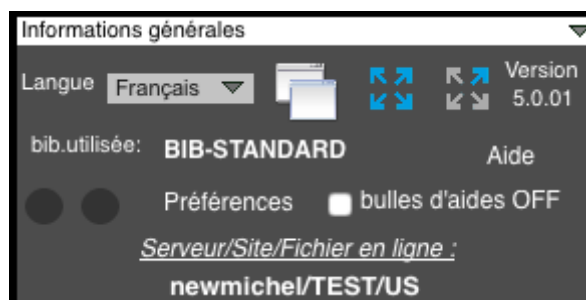 Informations générales
Langue Français Version
5.0.01
bib.utilisée: BIB-STANDARD Aide
Préférences bulles d'aides OFF
Serveur/Site/Fichier en ligne :
newmichel/TEST/US